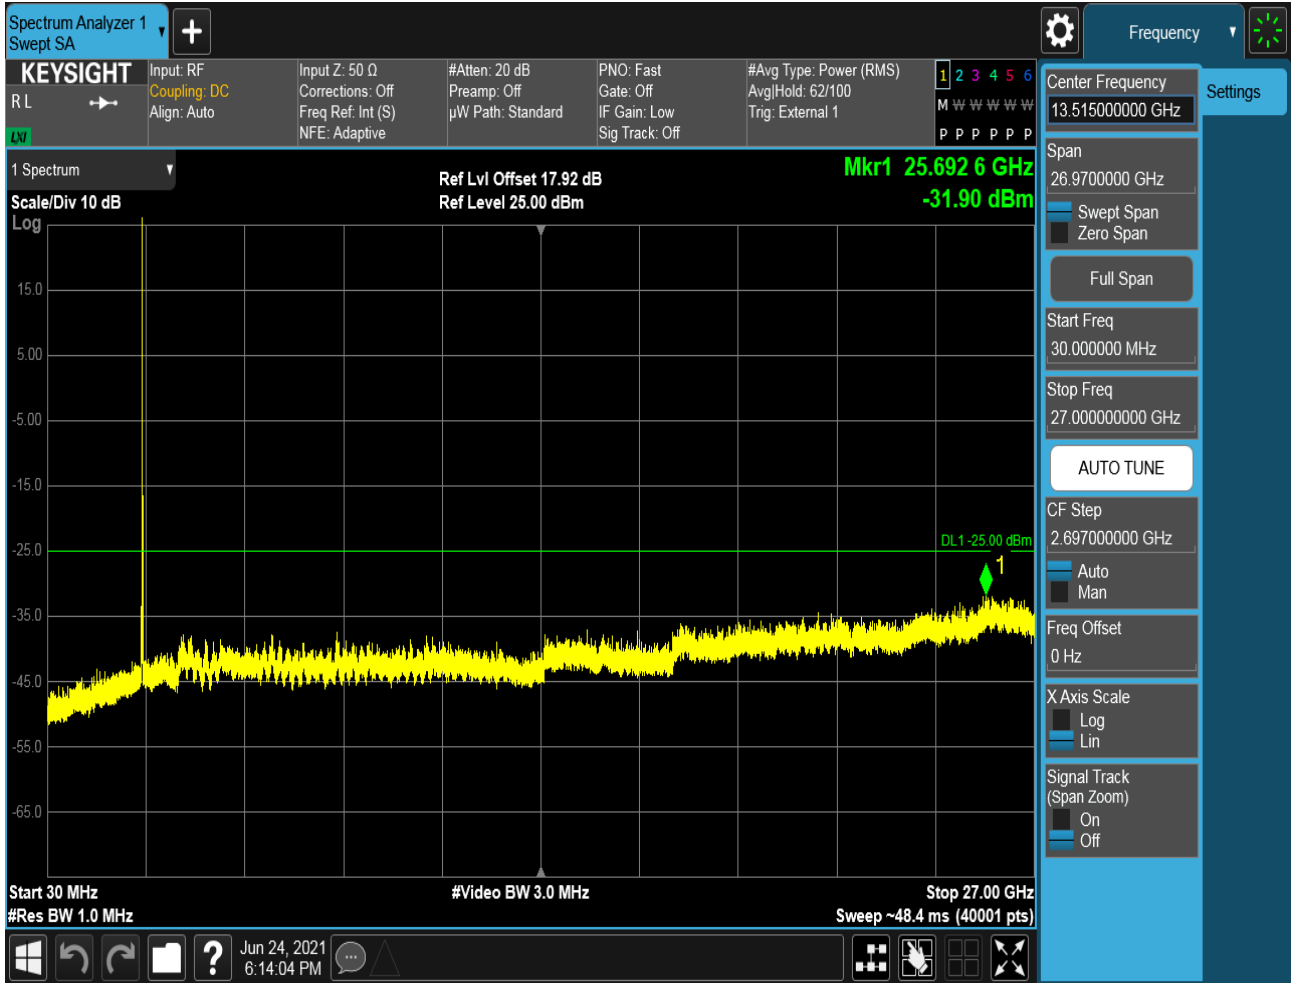 Spectrum Analyzer 1
Swept SA
Frequency
KEYSIGHT
R L
LXI
Input: RF
Coupling: DC
Align: Auto
Input Z: 50 Ω
Corrections: Off
Freq Ref: Int (S)
NFE: Adaptive
#Atten: 20 dB
Preamp: Off
µW Path: Standard
PNO: Fast
Gate: Off
IF Gain: Low
Sig Track: Off
#Avg Type: Power (RMS)
Avg|Hold: 62/100
Trig: External 1
1 2 3 4 5 6
M W W W W W
P P P P P P
1 Spectrum
Scale/Div 10 dB
Log
Ref Lvl Offset 17.92 dB
Ref Level 25.00 dBm
Mkr1 25.692 6 GHz
-31.90 dBm
15.0
5.00
-5.00
-15.0
-25.0
-35.0
-45.0
-55.0
-65.0
DL1 -25.00 dBm
1
Start 30 MHz
#Res BW 1.0 MHz
#Video BW 3.0 MHz
Stop 27.00 GHz
Sweep ~48.4 ms (40001 pts)
Center Frequency
13.515000000 GHz
Span
26.9700000 GHz
Swept Span
Zero Span
Full Span
Start Freq
30.000000 MHz
Stop Freq
27.000000000 GHz
AUTO TUNE
CF Step
2.697000000 GHz
Auto
Man
Freq Offset
0 Hz
X Axis Scale
Log
Lin
Signal Track
(Span Zoom)
On
Off
Settings
?
Jun 24, 2021
6:14:04 PM